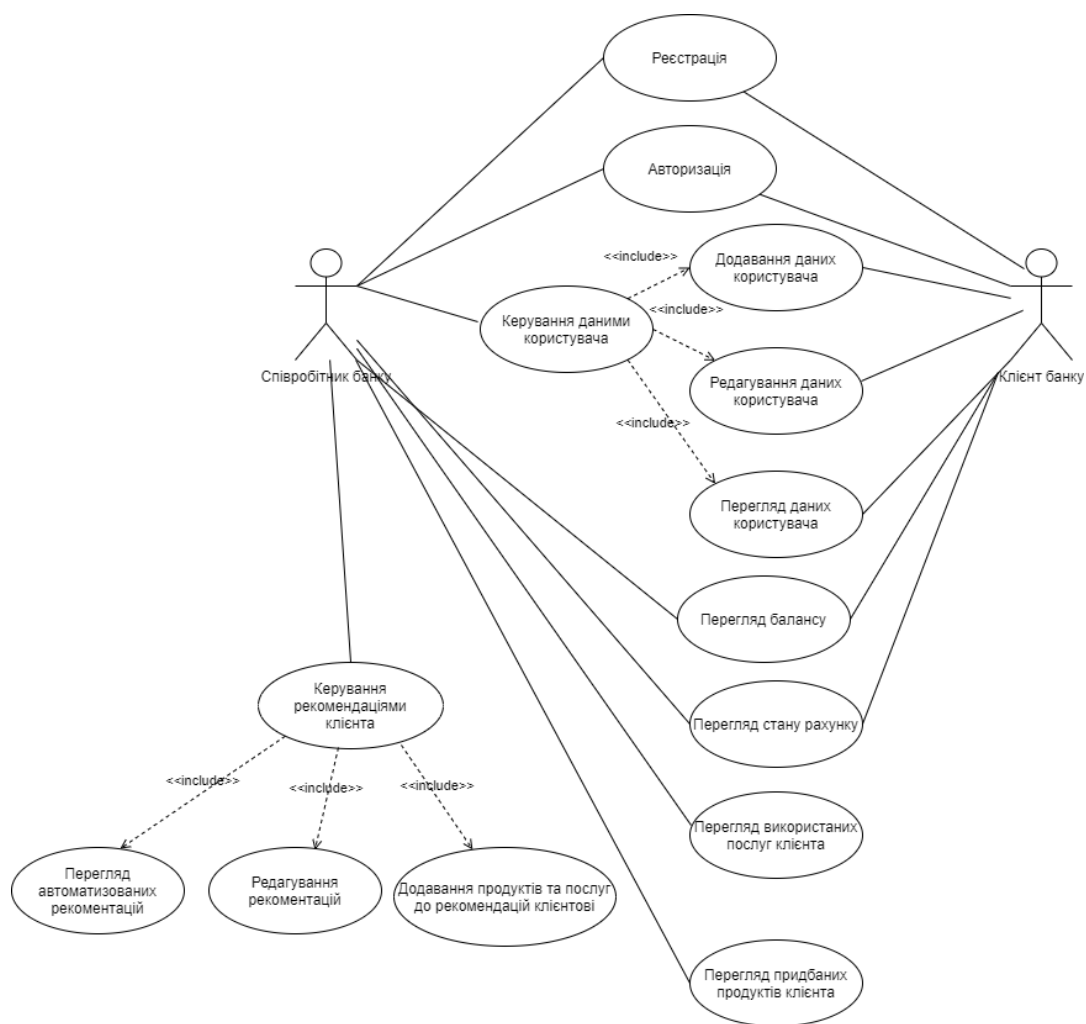 Реєстрація
Авторизація
<<include>>
Додавання даних
користувача
<<include>>
Керування даними
користувача
Співробітник банку
Редагування даних
користувача
Клієнт банку
<<include>>
Перегляд даних
користувача
Перегляд балансу
Керування
рекомендаціями
клієнта
Перегляд стану рахунку
<<include>>
<<include>>
<<include>>
Перегляд використаних
послуг клієнта
Перегляд
автоматизованих
рекоментацій
Редагування
рекоментацій
Додавання продуктів та послуг
до рекомендацій клієнтові
Перегляд придбаних
продуктів клієнта